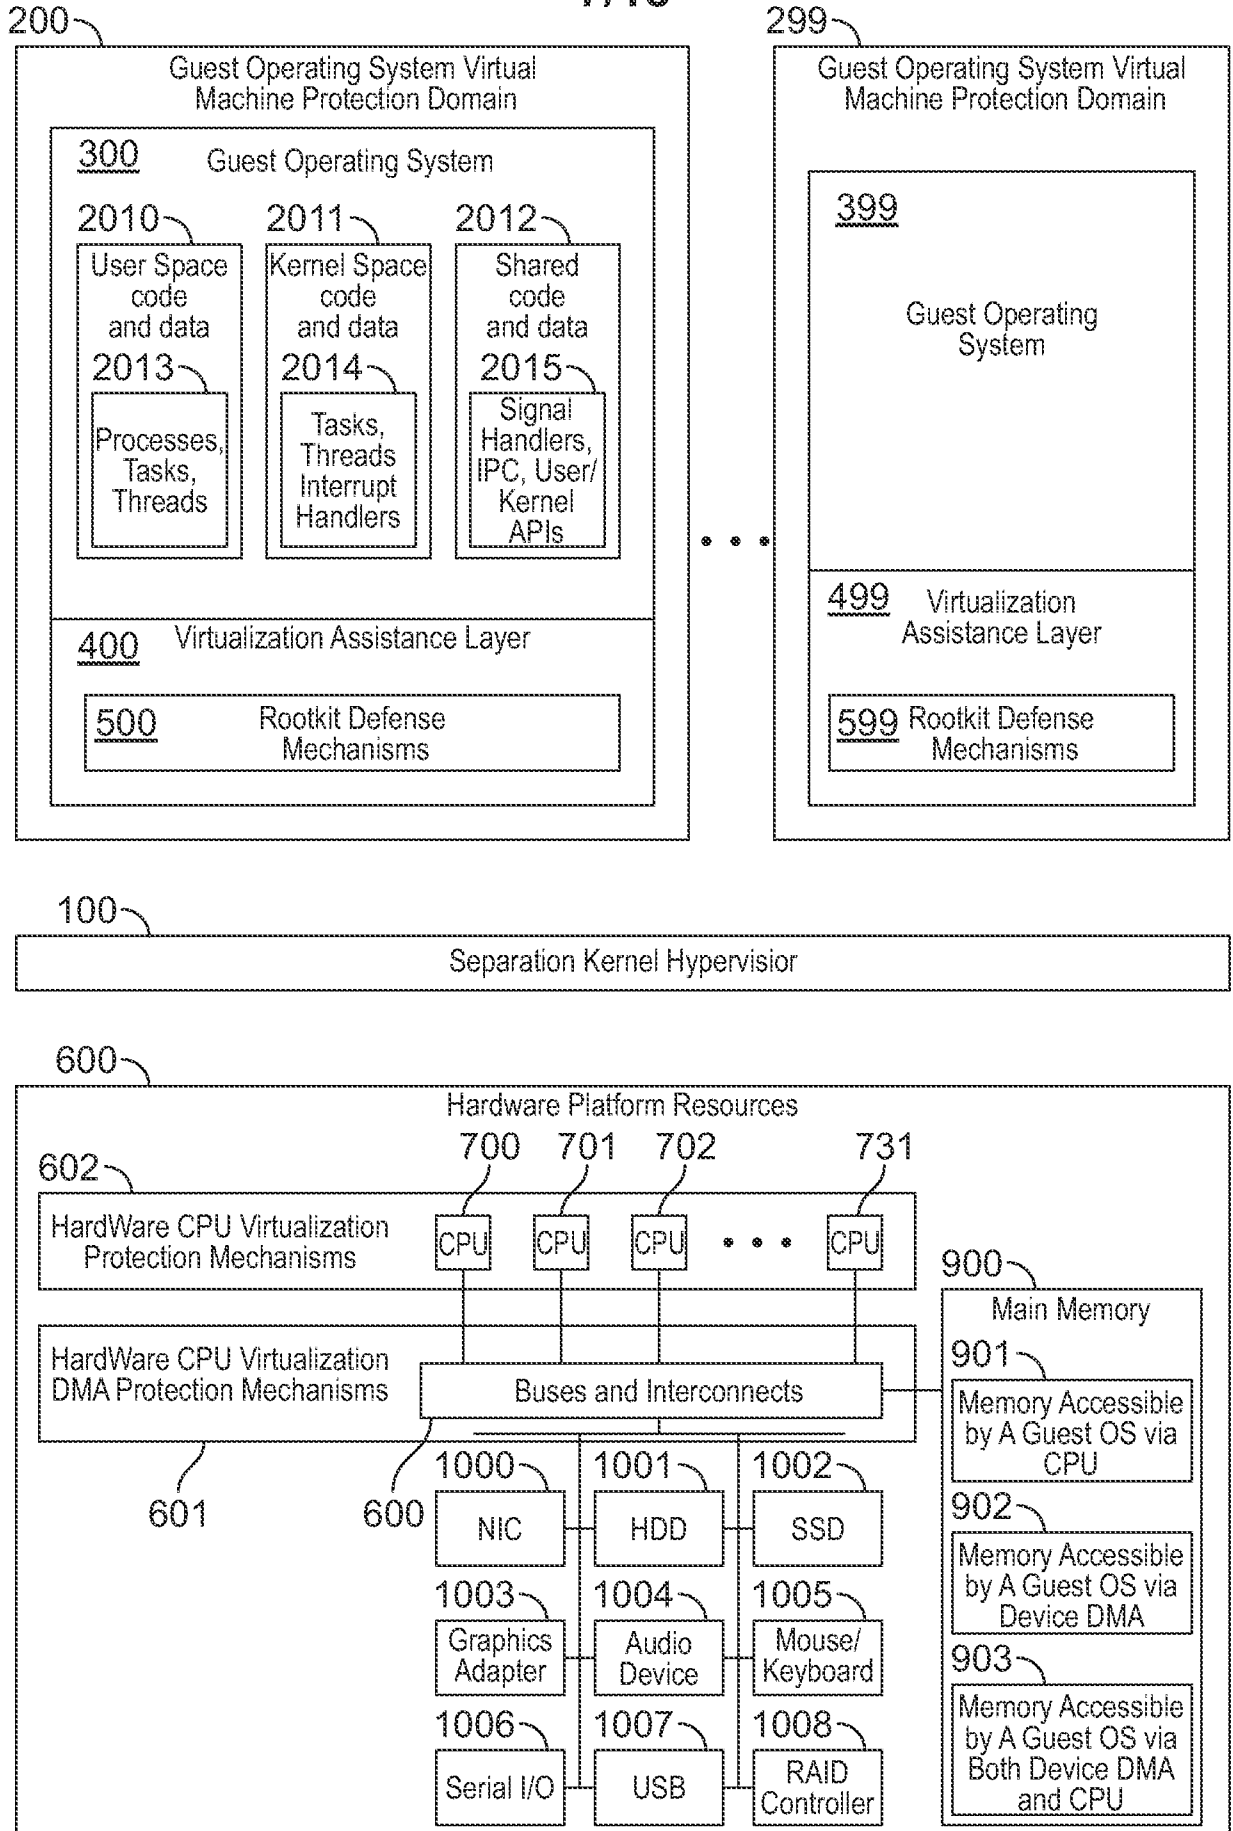 200
299
Guest Operating System Virtual
Machine Protection Domain
300
Guest Operating System
2010
2011
2012
User Space
code
and data
Kernel Space
code
and data
Shared
code
and data
2013
2014
2015
Processes,
Tasks,
Threads
Tasks,
Threads
Interrupt
Handlers
Signal
Handlers,
IPC, User/
Kernel
APIs
400
Virtualization Assistance Layer
500
Rootkit Defense
Mechanisms
Guest Operating System Virtual
Machine Protection Domain
399
Guest Operating
System
499
Virtualization
Assistance Layer
599
Rootkit Defense
Mechanisms
100
Separation Kernel Hypervisior
600
Hardware Platform Resources
602
700
701
702
731
HardWare CPU Virtualization
Protection Mechanisms
CPU
CPU
CPU
CPU
HardWare CPU Virtualization
DMA Protection Mechanisms
Buses and Interconnects
601
600
900
Main Memory
901
Memory Accessible
by A Guest OS via
CPU
902
Memory Accessible
by A Guest OS via
Device DMA
903
Memory Accessible
by A Guest OS via
Both Device DMA
and CPU
1000
1001
1002
NIC
HDD
SSD
1003
1004
1005
Graphics
Adapter
Audio
Device
Mouse/
Keyboard
1006
1007
1008
Serial I/O
USB
RAID
Controller